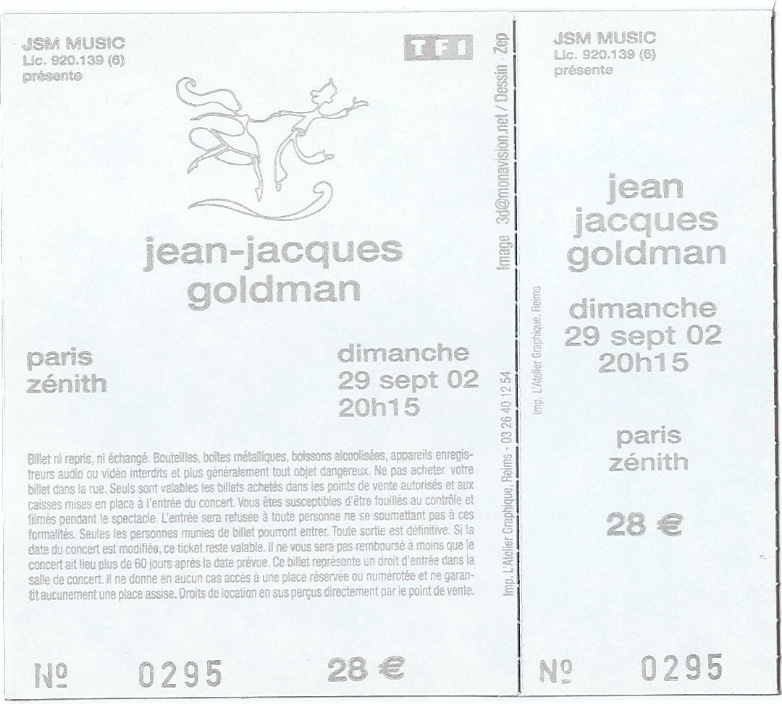 JSM MUSIC
Lic. 920.139 (6)
présente
TF1
jean-jacques
goldman
paris
zénith
dimanche
29 sept 02
20h15
Billet ni repris, ni échangé. Bouteilles, boîtes métalliques, boissons alcoolisées, appareils enregis-
treurs audio ou vidéo interdits et plus généralement tout objet dangereux. Ne pas acheter votre
billet dans la rue. Seuls sont valables les billets achetés dans les points de vente autorisés et aux
caisses mises en place à l'entrée du concert. Vous êtes susceptibles d'être fouillés au contrôle et
filmés pendant le spectacle. L'entrée sera refusée à toute personne ne se soumettant pas à ces
formalités. Seules les personnes munies de billet pourront entrer. Toute sortie est définitive. Si la
date du concert est modifiée, ce ticket reste valable. Il ne vous sera pas remboursé à moins que le
concert ait lieu plus de 60 jours après la date prévue. Ce billet représente un droit d'entrée dans la
salle de concert. Il ne donne en aucun cas accès à une place réservée ou numérotée et ne garan-
tit aucunement une place assise. Droits de location en sus perçus directement par le point de vente.
Nº 0295 28 €
Image 3d@monavision.net / Dessin - Zep
Imp. L'Atelier Graphique, Reims - 03 26 40 12 54
JSM MUSIC
Lic. 920.139 (6)
présente
jean
jacques
goldman
dimanche
29 sept 02
20h15
paris
zénith
28 €
Nº 0295
Imp. L'Atelier Graphique, Reims